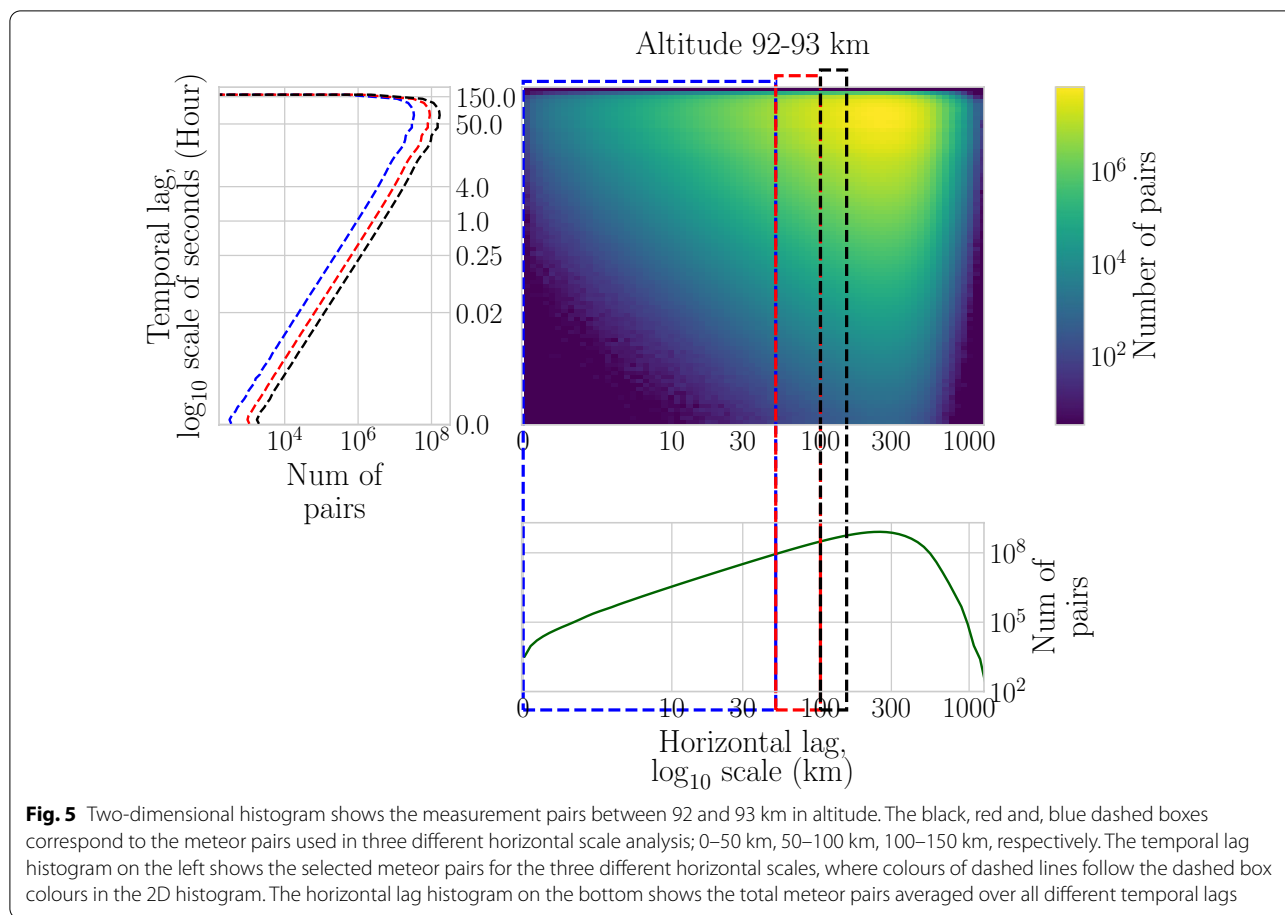 Altitude 92-93 km
Temporal lag,
log10 scale of seconds (Hour)
150.0
50.0
4.0
1.0
0.25
0.02
0.0
10^4 10^6 10^8
Num of
pairs
0 10 30 100 300 1000
10^6
10^4
10^2
Number of pairs
10^8
10^5
10^2
Num of
pairs
0 10 30 100 300 1000
Horizontal lag,
log10 scale (km)
Fig. 5 Two-dimensional histogram shows the measurement pairs between 92 and 93 km in altitude. The black, red and, blue dashed boxes
correspond to the meteor pairs used in three different horizontal scale analysis; 0–50 km, 50–100 km, 100–150 km, respectively. The temporal lag
histogram on the left shows the selected meteor pairs for the three different horizontal scales, where colours of dashed lines follow the dashed box
colours in the 2D histogram. The horizontal lag histogram on the bottom shows the total meteor pairs averaged over all different temporal lags